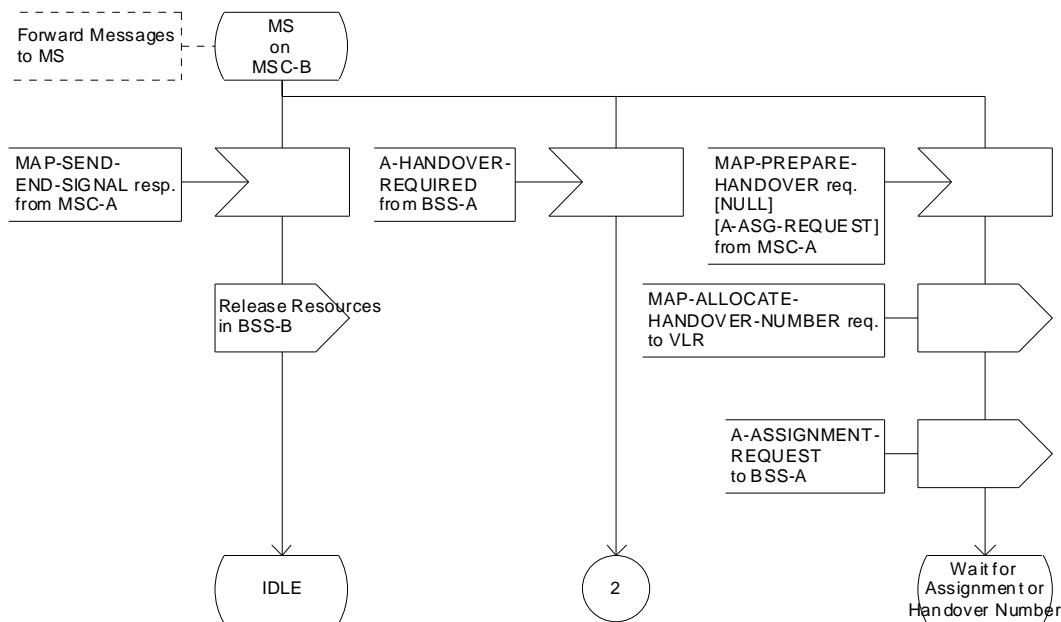 Forward Messages
to MS
MS
on
MSC-B
MAP-SEND-
END-SIGNAL resp.
from MSC-A
A-HANDOVER-
REQUIRED
from BSS-A
MAP-PREPARE-
HANDOVER req.
[NULL]
[A-ASG-REQUEST]
from MSC-A
Release Resources
in BSS-B
MAP-ALLOCATE-
HANDOVER-NUMBER req.
to VLR
A-ASSIGNMENT-
REQUEST
to BSS-A
IDLE
2
Wait for
Assignment or
Handover Number